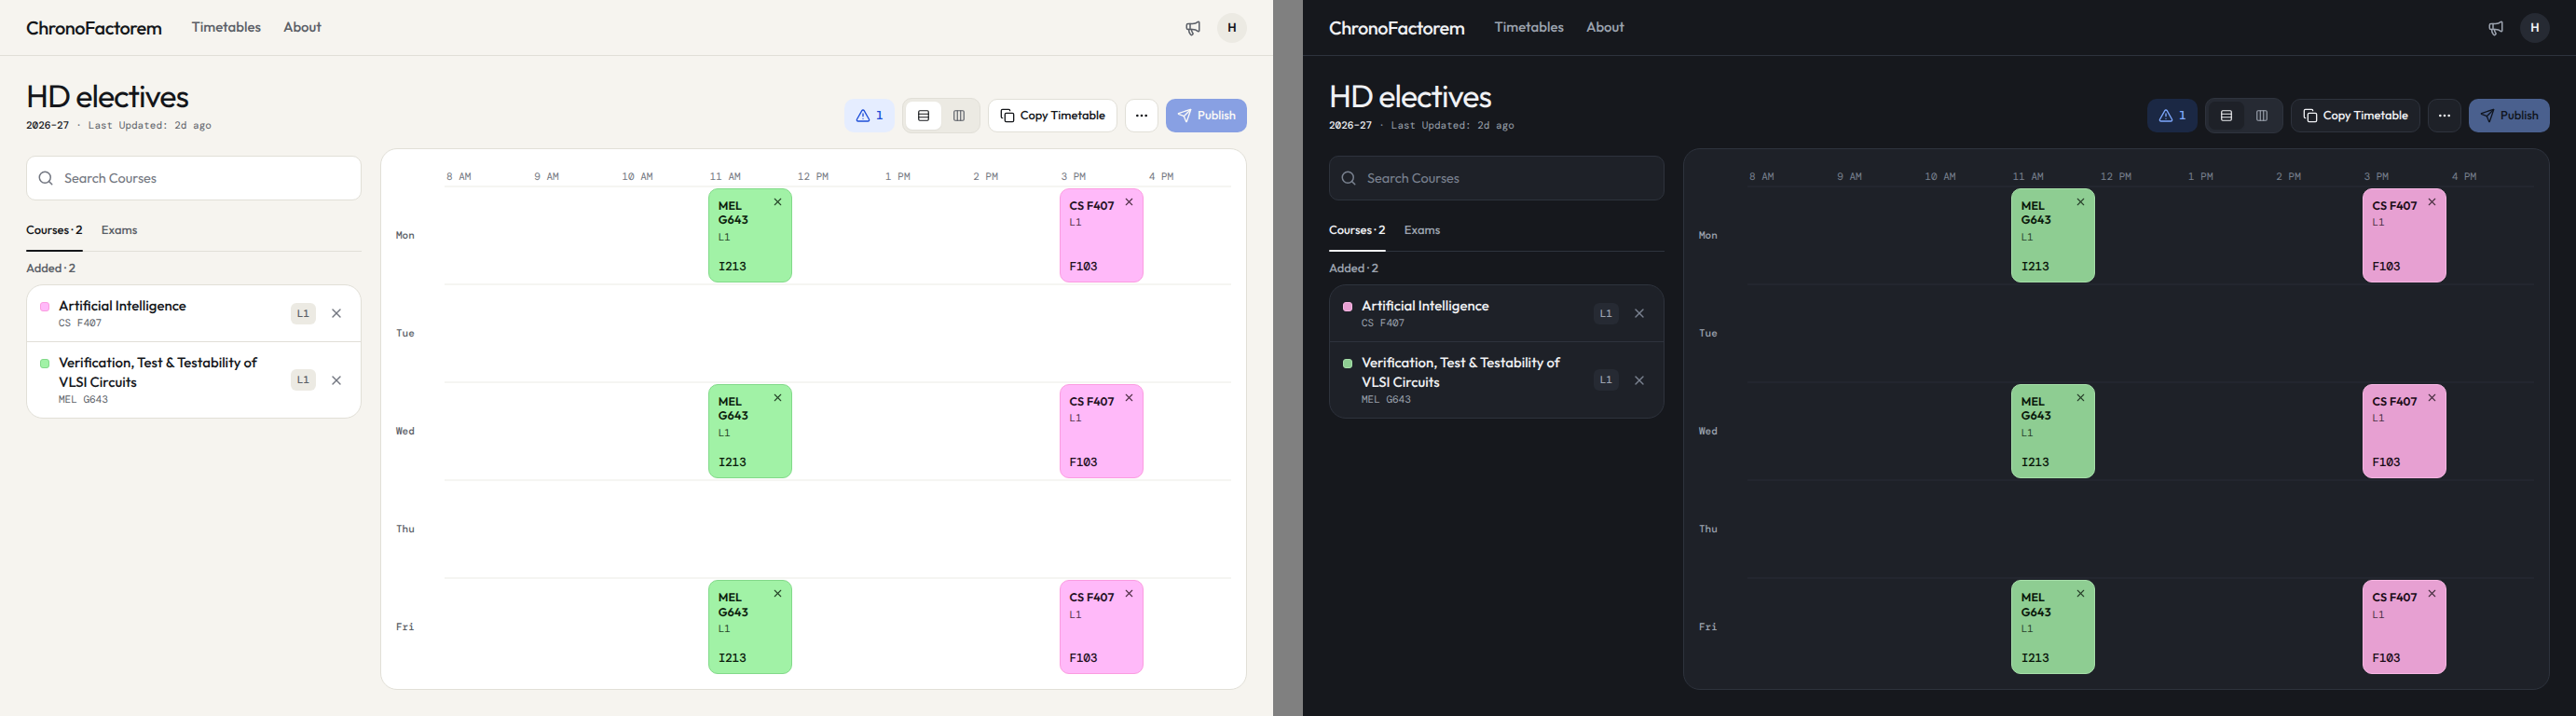 ChronoFactorem Timetables About H
HD electives
2026-27 · Last Updated: 2d ago
1 Copy Timetable ··· Publish
Search Courses
Courses·2 Exams
Added·2
Artificial Intelligence
CS F407
L1
Verification, Test & Testability of
VLSI Circuits
MEL G643
L1
8 AM 9 AM 10 AM 11 AM 12 PM 1 PM 2 PM 3 PM 4 PM
Mon
MEL
G643
L1
I213
CS F407
L1
F103
Tue
Wed
MEL
G643
L1
I213
CS F407
L1
F103
Thu
Fri
MEL
G643
L1
I213
CS F407
L1
F103
ChronoFactorem Timetables About H
HD electives
2026-27 · Last Updated: 2d ago
1 Copy Timetable ··· Publish
Search Courses
Courses·2 Exams
Added·2
Artificial Intelligence
CS F407
L1
Verification, Test & Testability of
VLSI Circuits
MEL G643
L1
8 AM 9 AM 10 AM 11 AM 12 PM 1 PM 2 PM 3 PM 4 PM
Mon
MEL
G643
L1
I213
CS F407
L1
F103
Tue
Wed
MEL
G643
L1
I213
CS F407
L1
F103
Thu
Fri
MEL
G643
L1
I213
CS F407
L1
F103